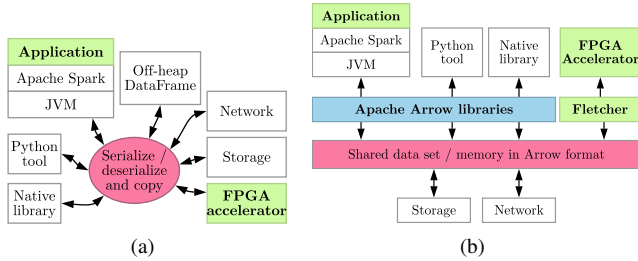 Application
Apache Spark
JVM
Off-heap
DataFrame
Network
Python
tool
Serialize /
deserialize
and copy
Storage
Native
library
FPGA
accelerator
(a)
Application
Apache Spark
JVM
Python
tool
Native
library
FPGA
Accelerator
Apache Arrow libraries
Fletcher
Shared data set / memory in Arrow format
Storage
Network
(b)